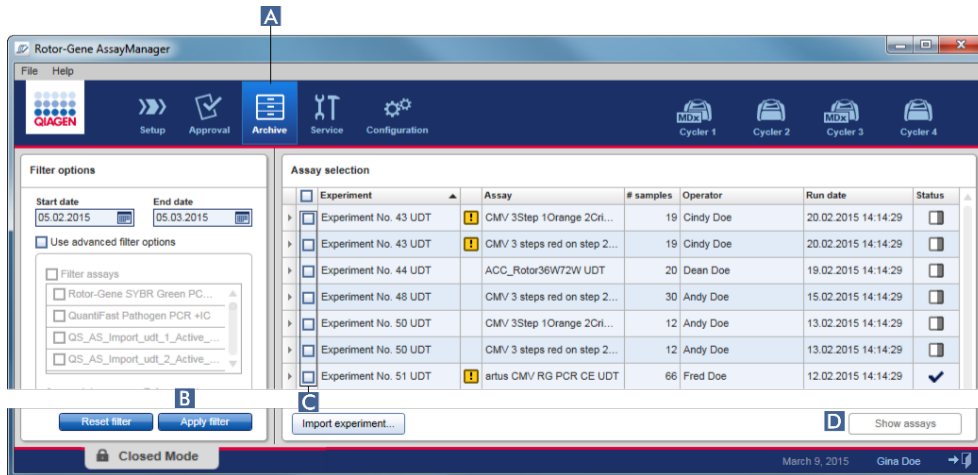 A
Rotor-Gene AssayManager
File Help
QIAGEN
Setup Approval Archive Service Configuration
MDx MDx
Cycler 1 Cycler 2 Cycler 3 Cycler 4
Filter options
Start date End date
05.02.2015 05.03.2015
Use advanced filter options
Filter assays
Rotor-Gene SYBR Green PC...
QuantiFast Pathogen PCR +IC
QS_AS_Import_udt_1_Active_...
QS_AS_Import_udt_2_Active_...
B
Reset filter Apply filter
Assay selection
Experiment Assay # samples Operator Run date Status
Experiment No. 43 UDT ! CMV 3Step 1Orange 2Cri... 19 Cindy Doe 20.02.2015 14:14:29
Experiment No. 43 UDT ! CMV 3 steps red on step 2... 19 Cindy Doe 20.02.2015 14:14:29
Experiment No. 44 UDT ACC_Rotor36W72W UDT 20 Dean Doe 19.02.2015 14:14:29
Experiment No. 48 UDT CMV 3 steps red on step 2... 30 Andy Doe 15.02.2015 14:14:29
Experiment No. 50 UDT CMV 3Step 1Orange 2Cri... 12 Andy Doe 13.02.2015 14:14:29
Experiment No. 50 UDT CMV 3 steps red on step 2... 12 Andy Doe 13.02.2015 14:14:29
Experiment No. 51 UDT ! artus CMV RG PCR CE UDT 66 Fred Doe 12.02.2015 14:14:29
C
Import experiment... D Show assays
Closed Mode
March 9, 2015 Gina Doe